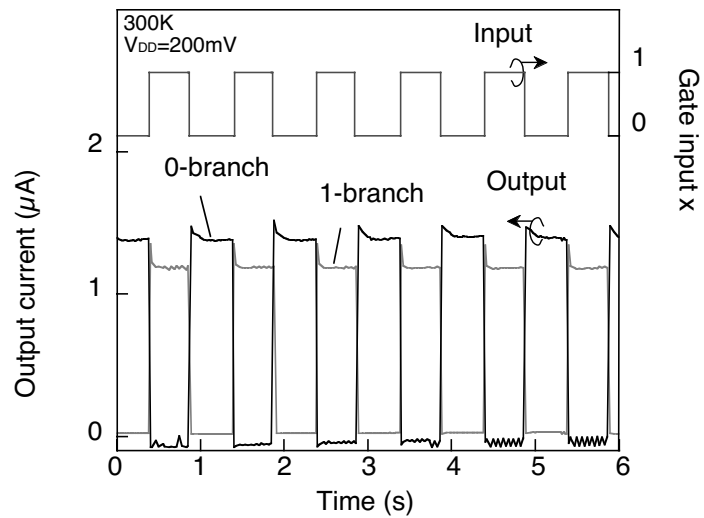 300K
VDD=200mV
Input
1
0
Gate input x
2
0-branch
1-branch
Output
1
0
Output current (μA)
0 1 2 3 4 5 6
Time (s)